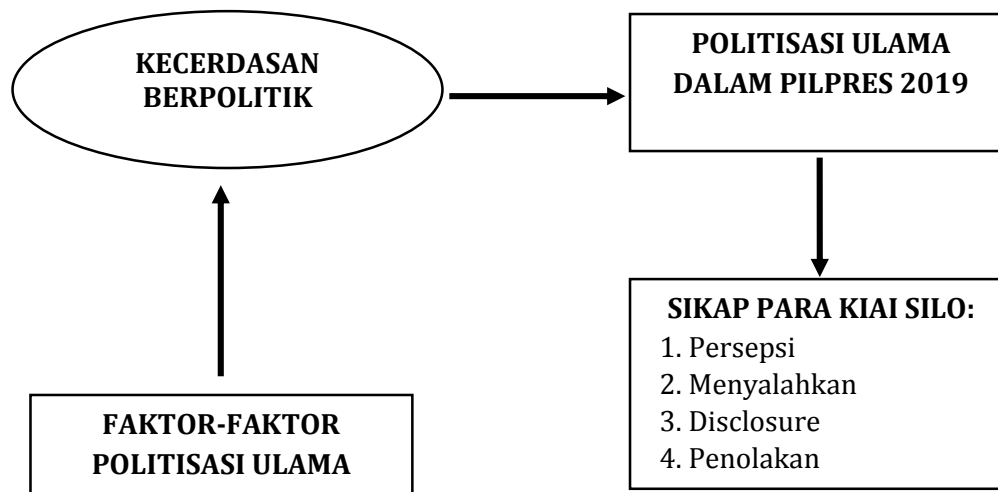 KECERDASAN
BERPOLITIK
POLITISASI ULAMA
DALAM PILPRES 2019
SIKAP PARA KIAI SILO:
1. Persepsi
2. Menyalahkan
3. Disclosure
4. Penolakan
FAKTOR-FAKTOR
POLITISASI ULAMA